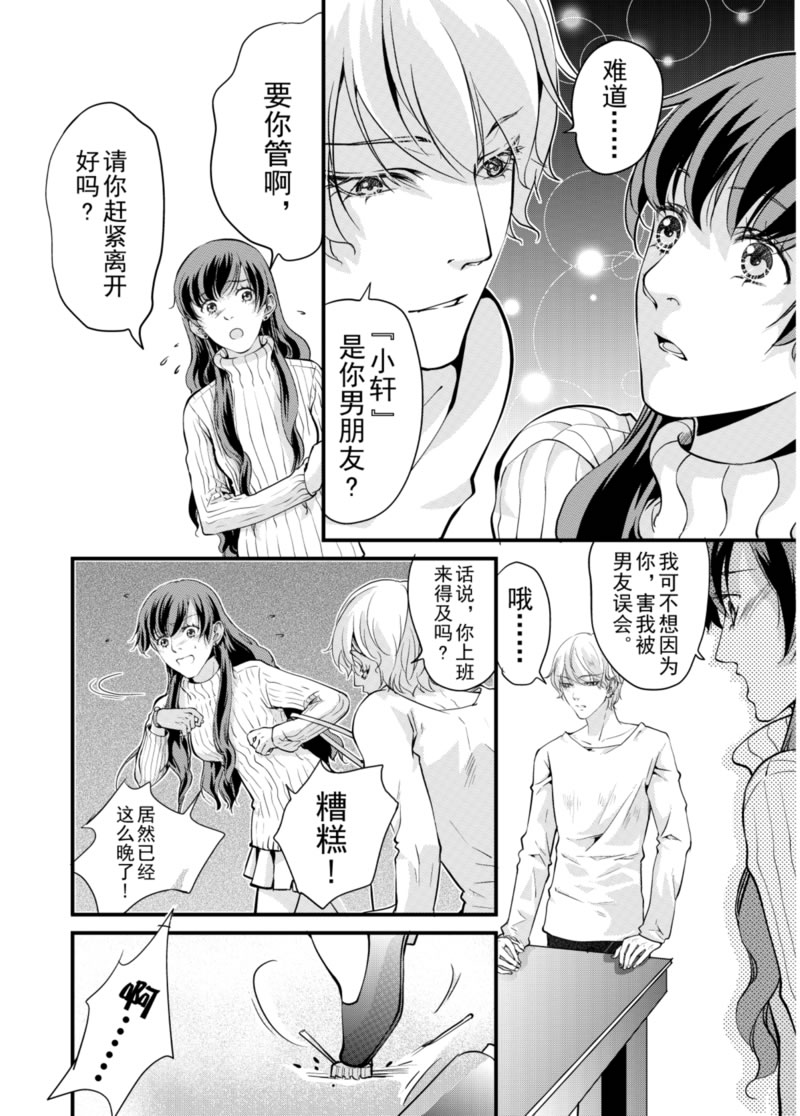 难道……
『小轩』
是你男朋友？
要你管啊，
请你赶紧离开
好吗？
我可不想因为
你，害我被
男友误会。
哦……
话说，你上班
来得及吗？
糟糕！
居然已经
这么晚了！
啊……